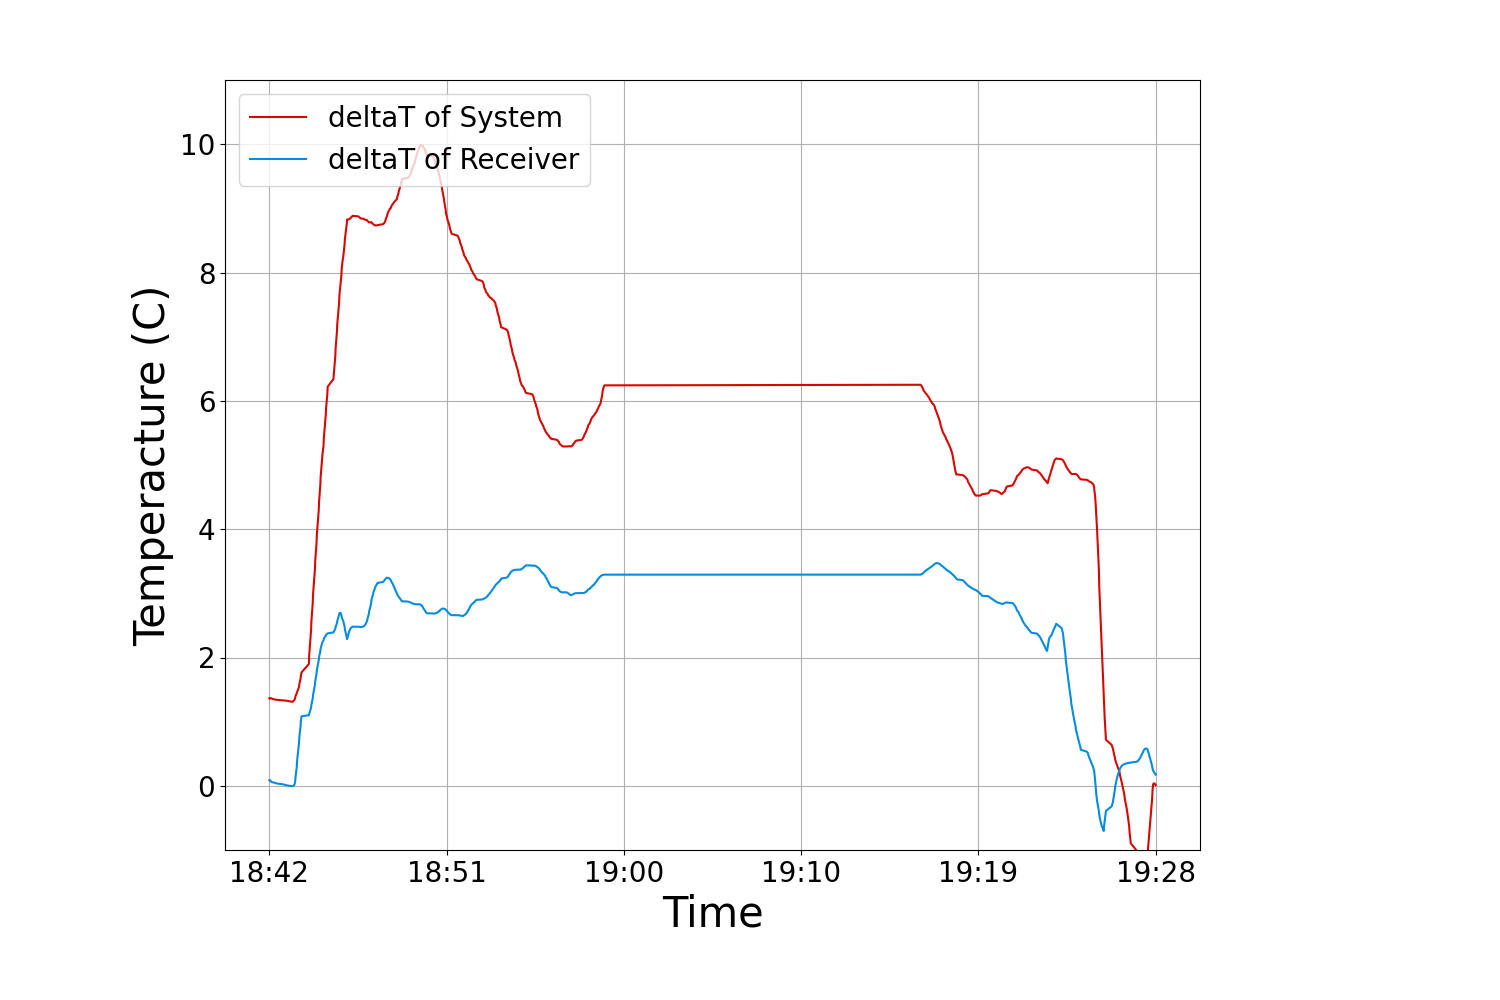 deltaT of System
deltaT of Receiver
10
8
6
4
2
0
Temperacture (C)
18:42 18:51 19:00 19:10 19:19 19:28
Time